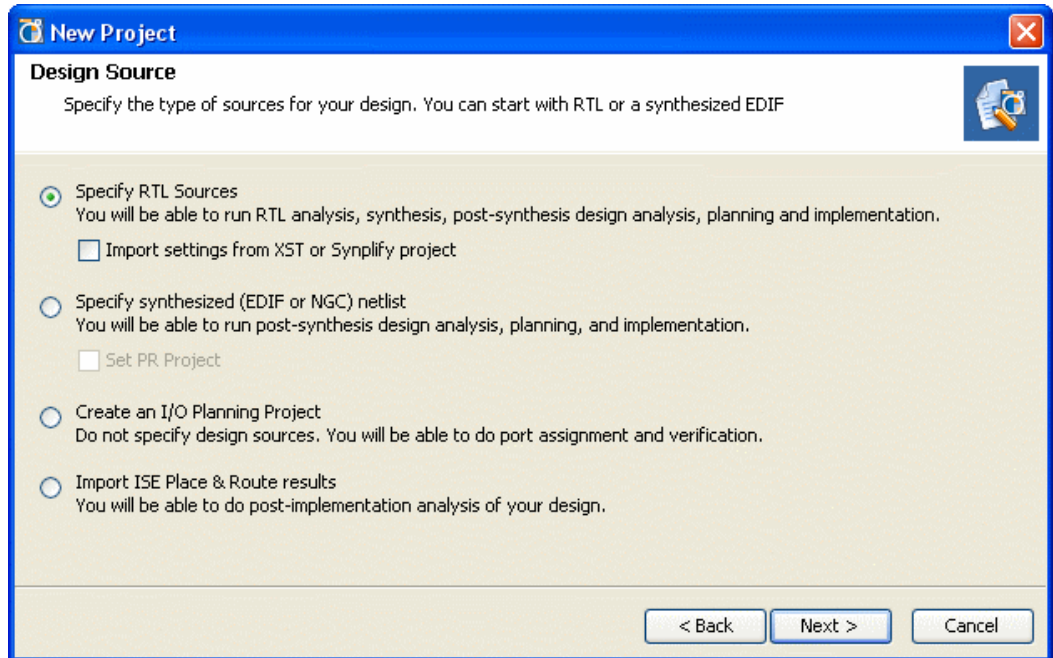 New Project
Design Source
Specify the type of sources for your design. You can start with RTL or a synthesized EDIF
Specify RTL Sources
You will be able to run RTL analysis, synthesis, post-synthesis design analysis, planning and implementation.
Import settings from XST or Synplify project
Specify synthesized (EDIF or NGC) netlist
You will be able to run post-synthesis design analysis, planning, and implementation.
Set PR Project
Create an I/O Planning Project
Do not specify design sources. You will be able to do port assignment and verification.
Import ISE Place & Route results
You will be able to do post-implementation analysis of your design.
< Back Next > Cancel